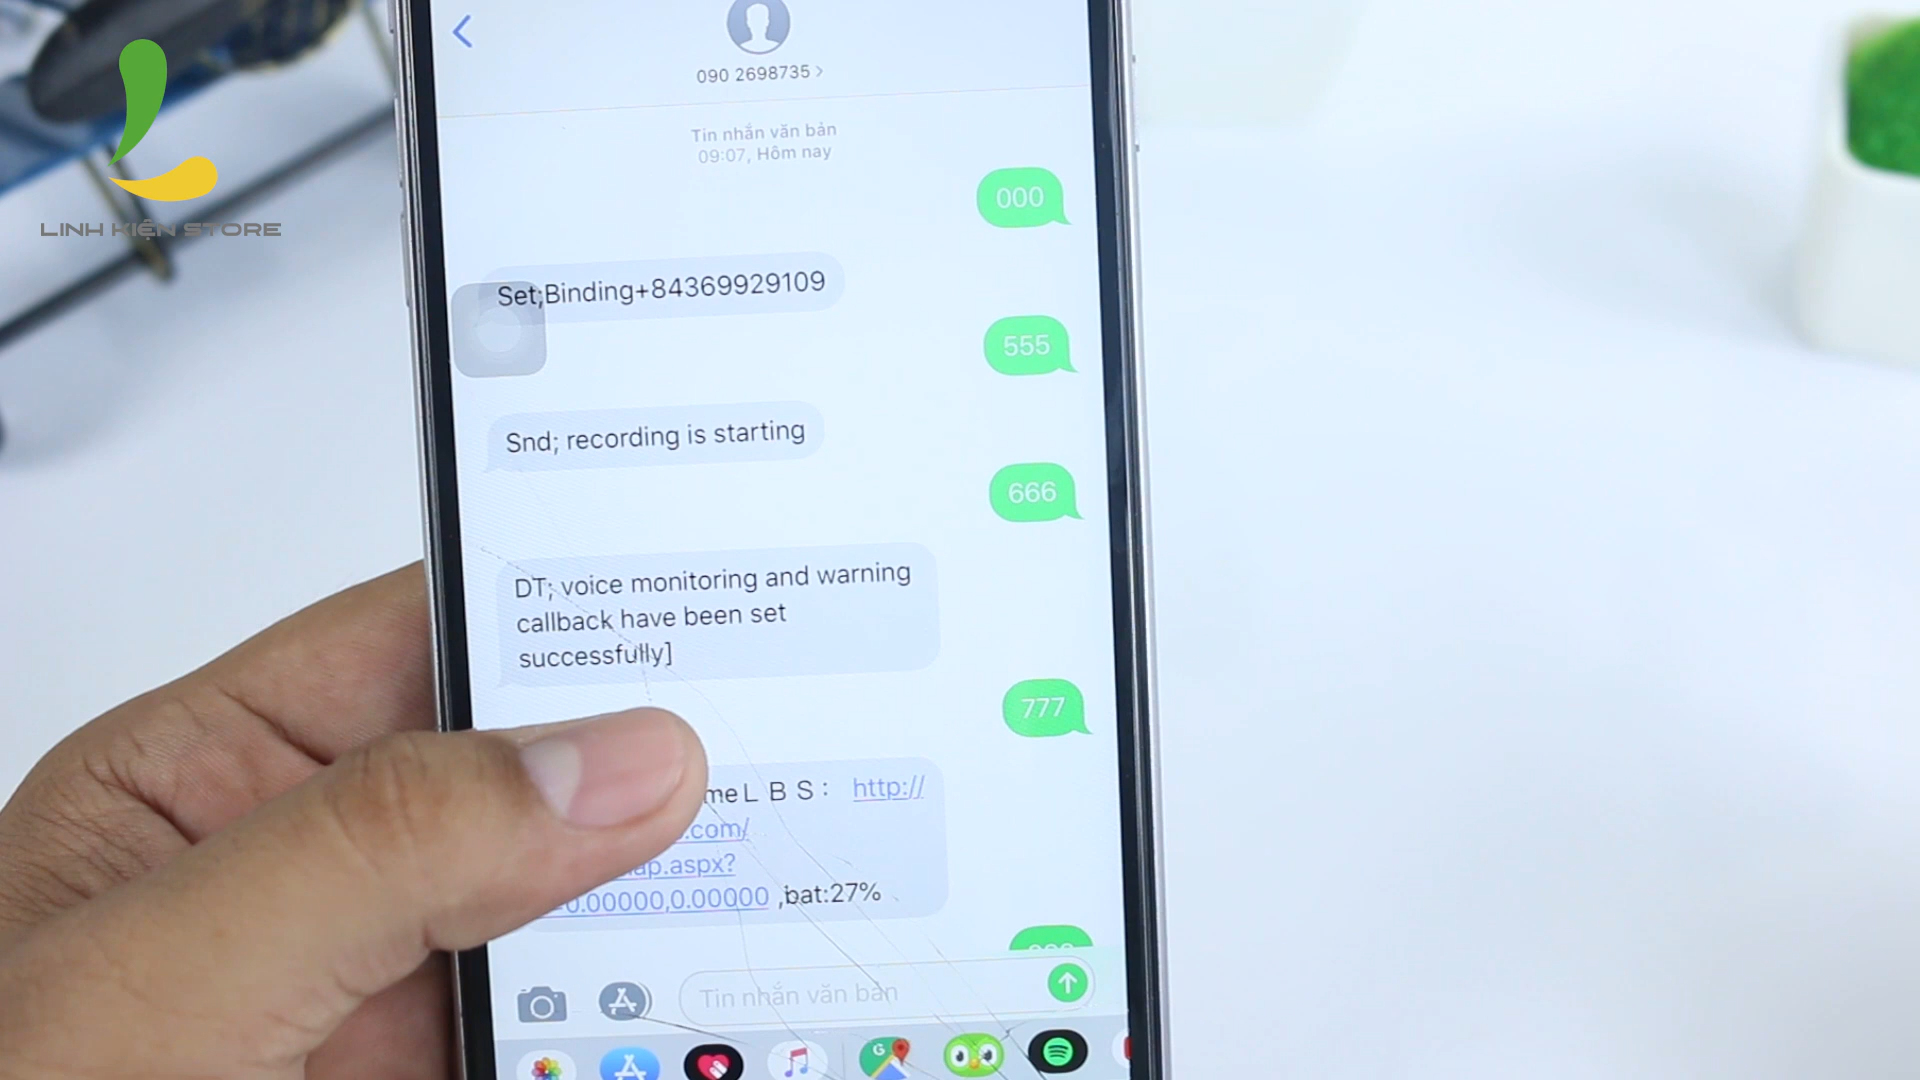 LINH KIỆN STORE
090 2698735 >
Tin nhắn văn bản
09:07, Hôm nay
000
Set;Binding+84369929109
555
Snd; recording is starting
666
DT; voice monitoring and warning
callback have been set
successfully]
777
L B S : http://
.com/
.aspx?
0.00000,0.00000 ,bat:27%
Tin nhắn văn bản